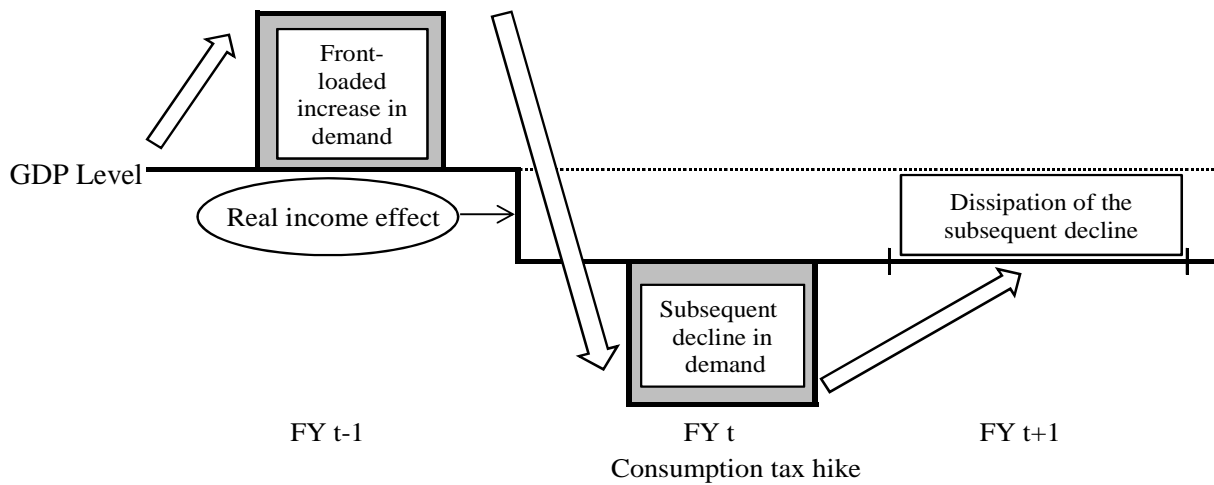 Front-
loaded
increase in
demand
GDP Level
Real income effect
Dissipation of the
subsequent decline
Subsequent
decline in
demand
FY t-1
FY t
FY t+1
Consumption tax hike